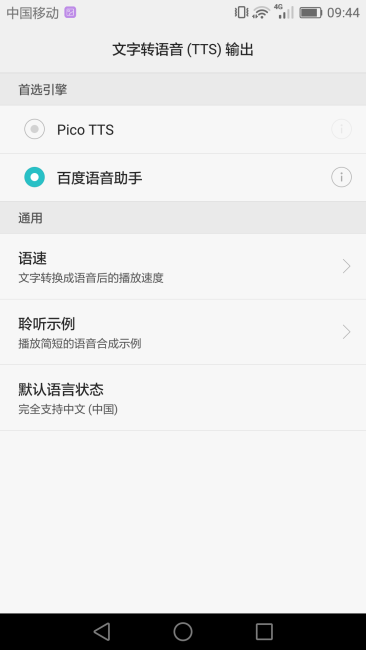 中国移动 4G 09:44
文字转语音 (TTS) 输出
首选引擎
Pico TTS
百度语音助手
通用
语速
文字转换成语音后的播放速度
聆听示例
播放简短的语音合成示例
默认语言状态
完全支持中文 (中国)